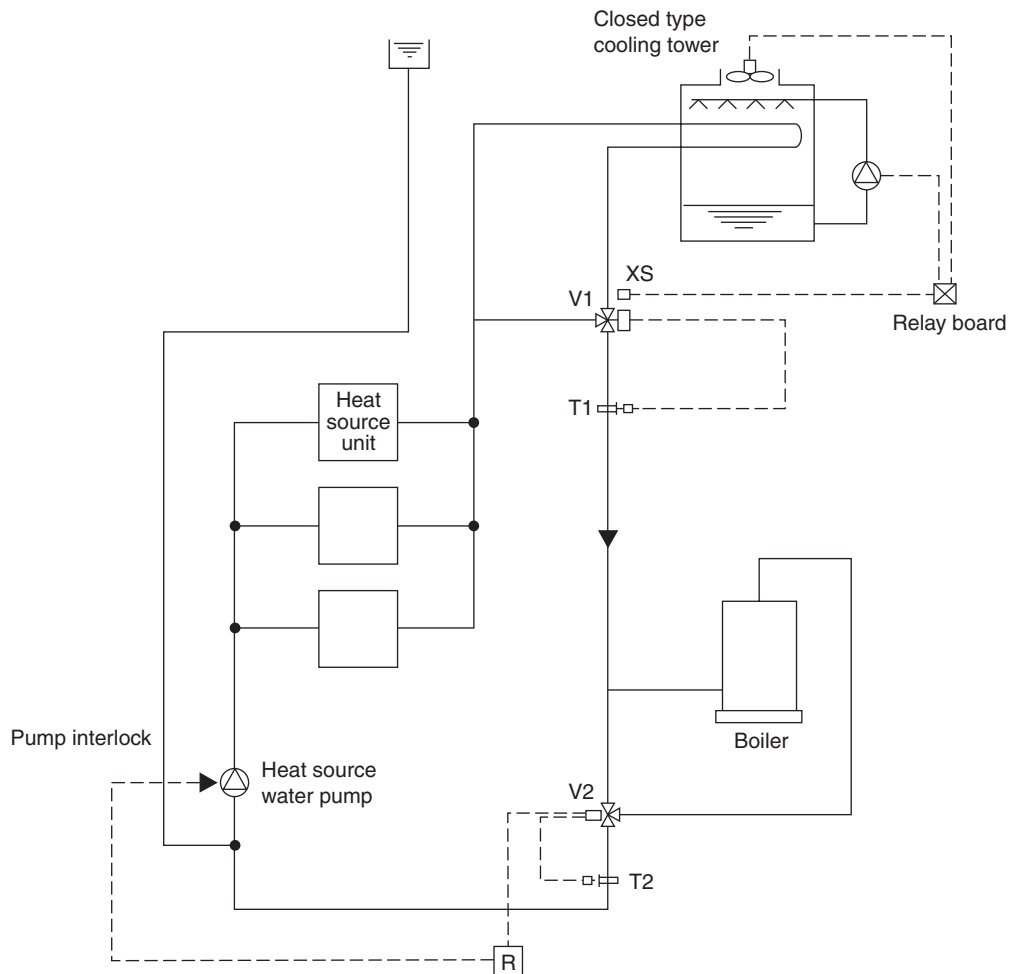 Closed type
cooling tower
XS
V1
Relay board
T1
Heat
source
unit
Pump interlock
Heat source
water pump
Boiler
V2
T2
R